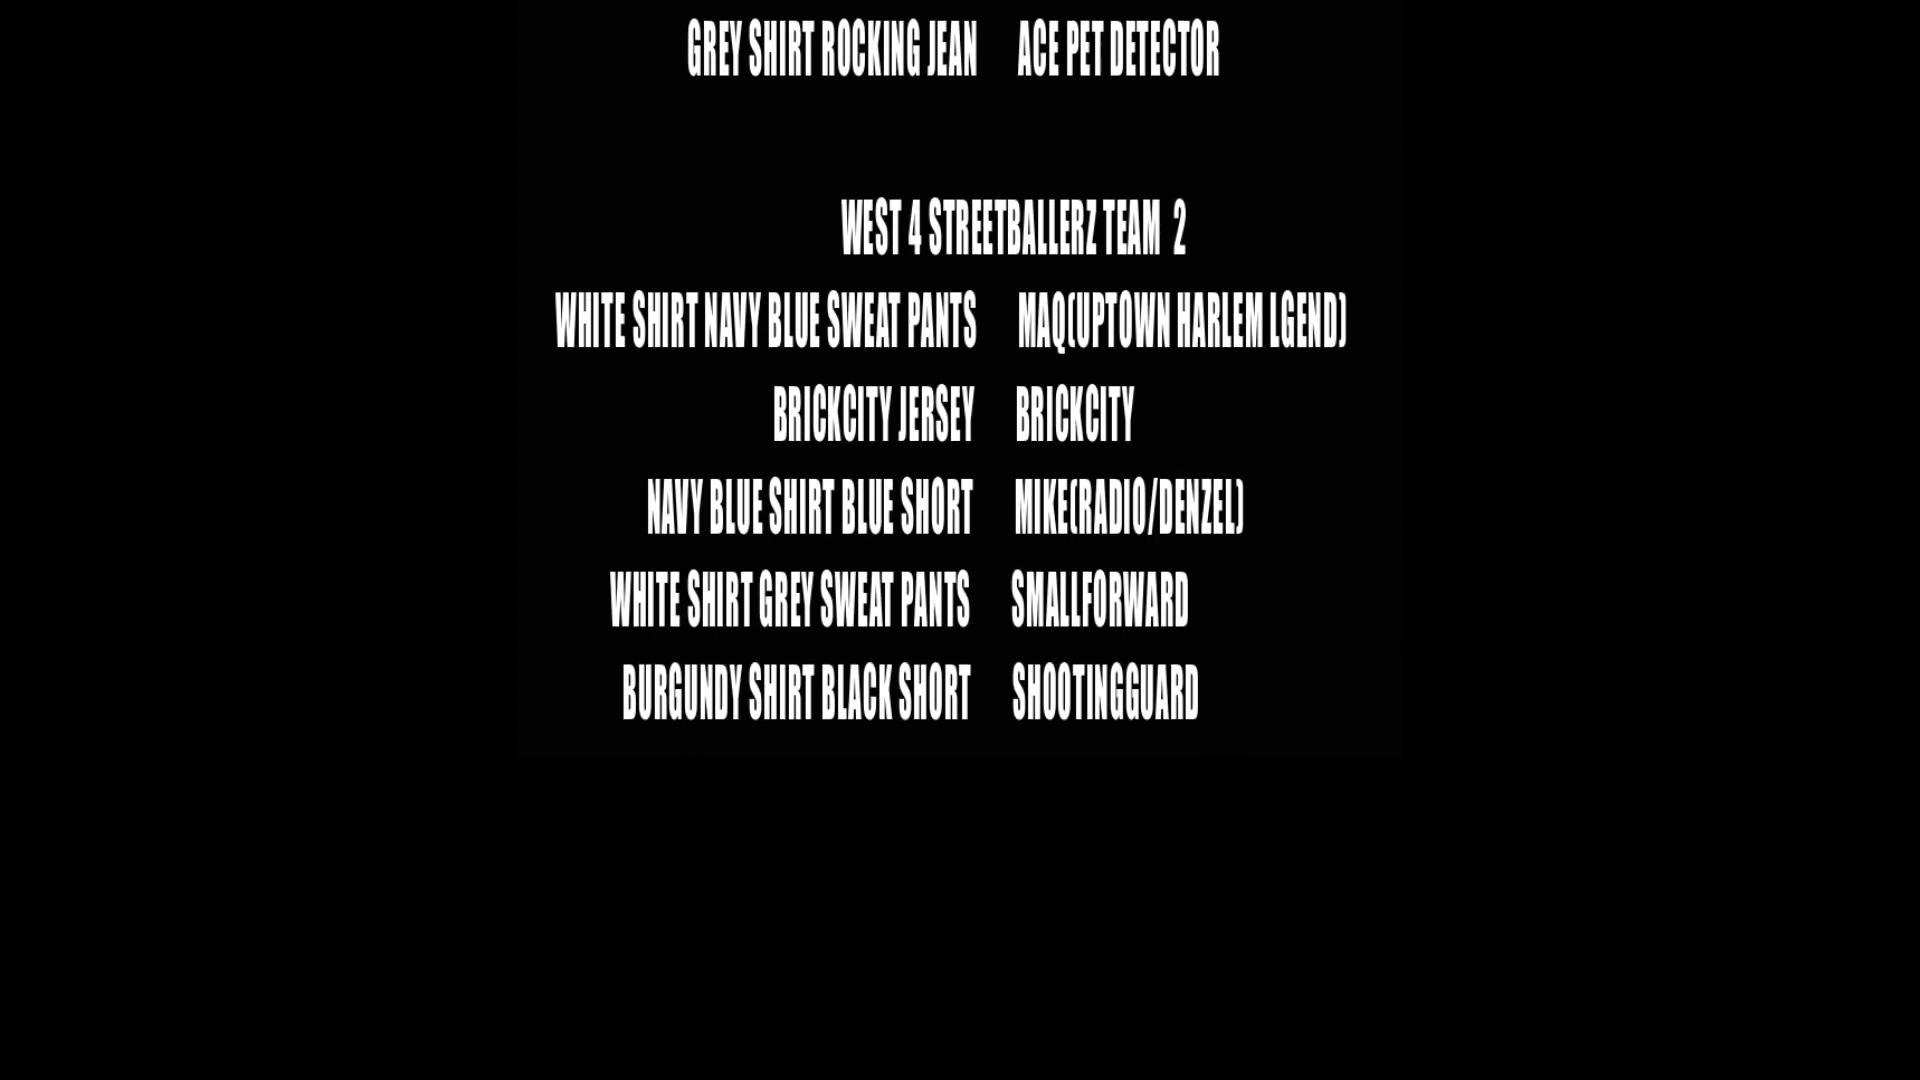 GREY SHIRT ROCKING JEAN ACE PET DETECTOR
WEST 4 STREETBALLERZ TEAM 2
WHITE SHIRT NAVY BLUE SWEAT PANTS MAQ(UPTOWN HARLEM LGEND)
BRICKCITY JERSEY BRICKCITY
NAVY BLUE SHIRT BLUE SHORT MIKE(RADIO/DENZEL)
WHITE SHIRT GREY SWEAT PANTS SMALLFORWARD
BURGUNDY SHIRT BLACK SHORT SHOOTINGGUARD